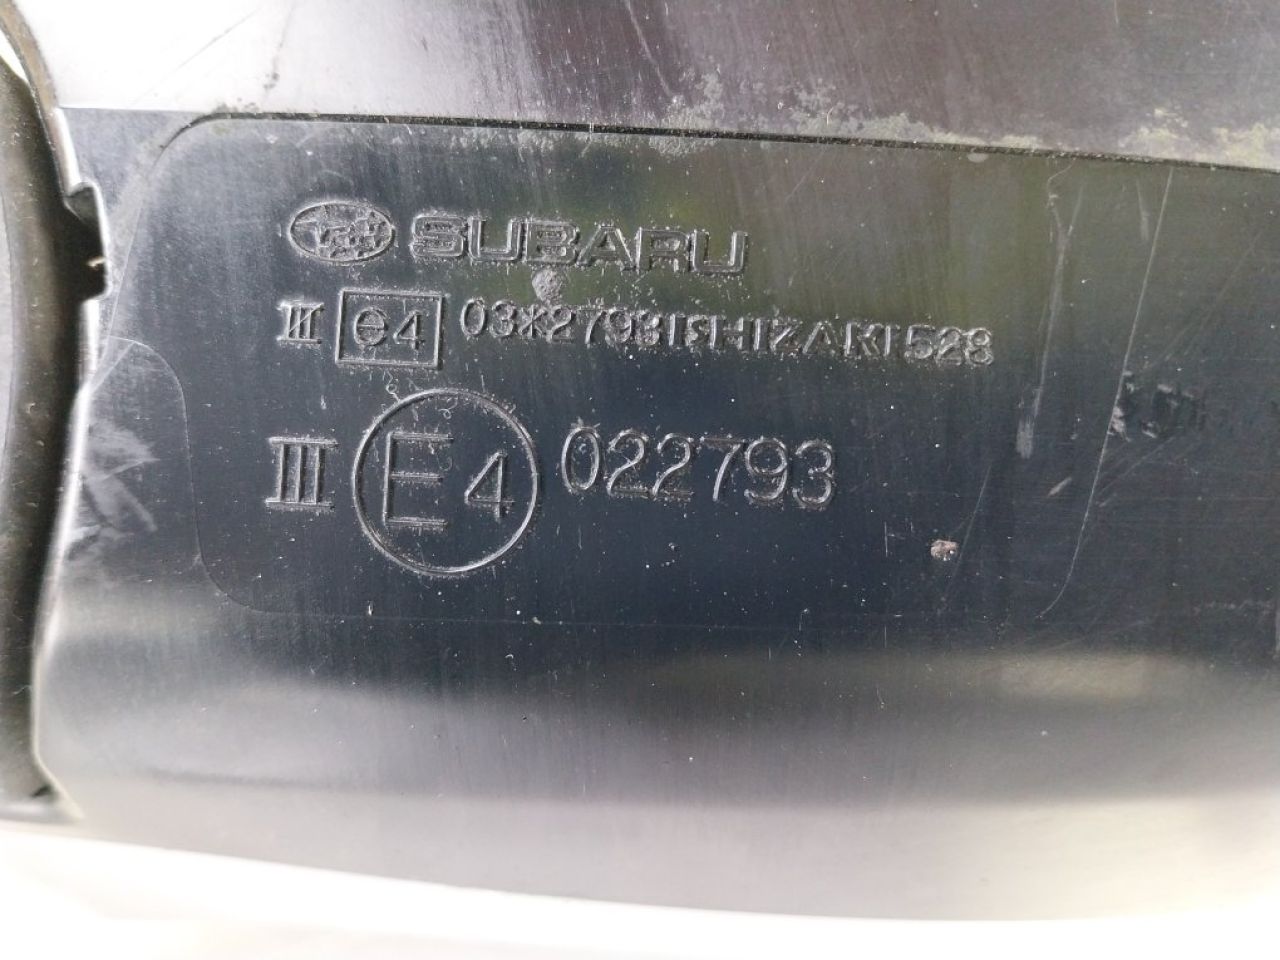 SUBARU
III e4 03*2793 ISHIZAKI 528
III E4 022793